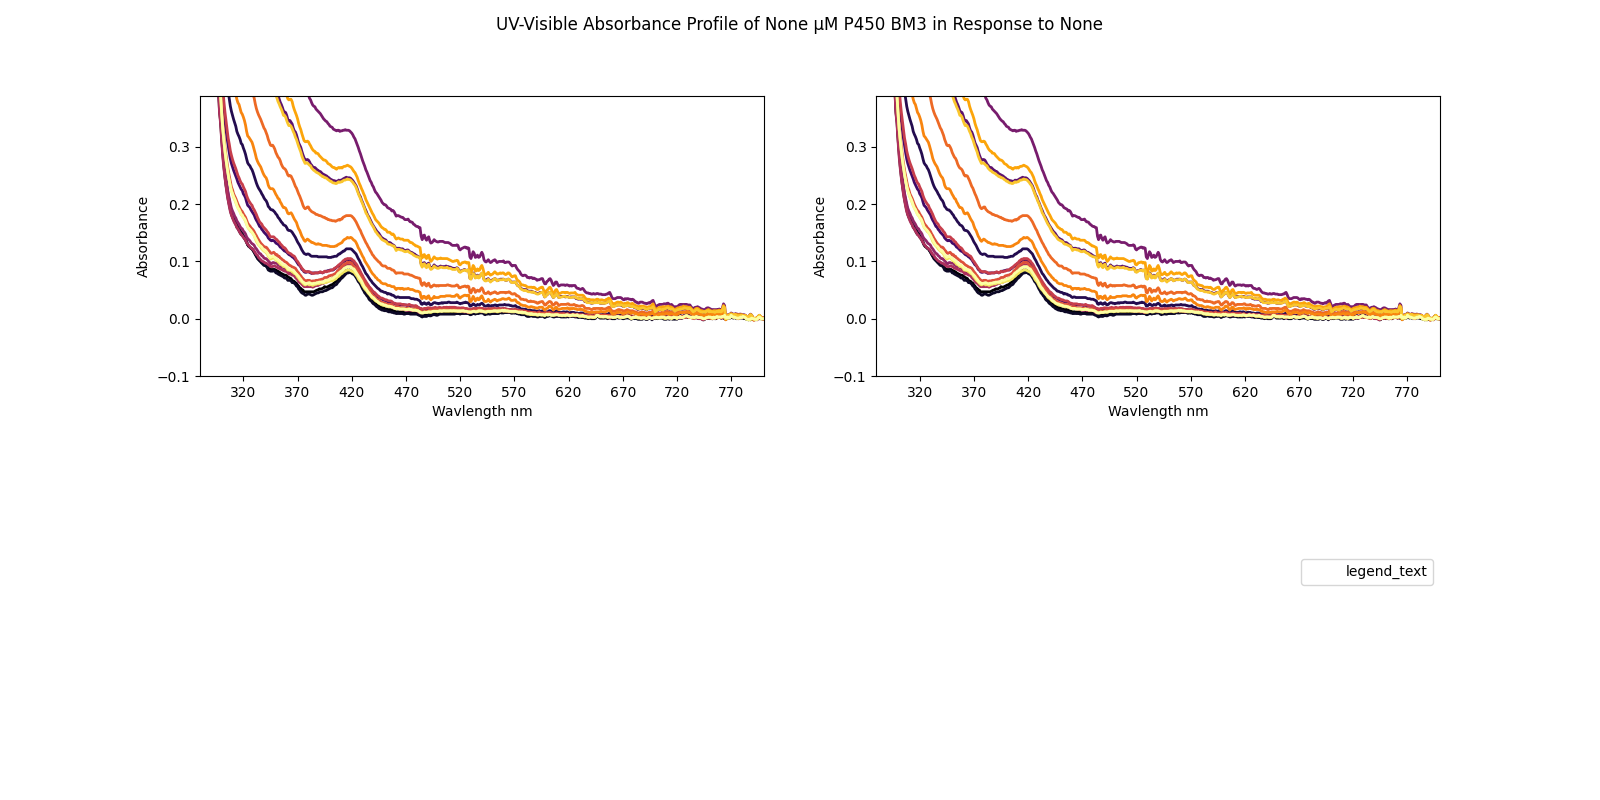 UV-Visible Absorbance Profile of None μM P450 BM3 in Response to None
Absorbance
0.3
0.2
0.1
0.0
−0.1
320 370 420 470 520 570 620 670 720 770
Wavlength nm
Absorbance
0.3
0.2
0.1
0.0
−0.1
320 370 420 470 520 570 620 670 720 770
Wavlength nm
legend_text